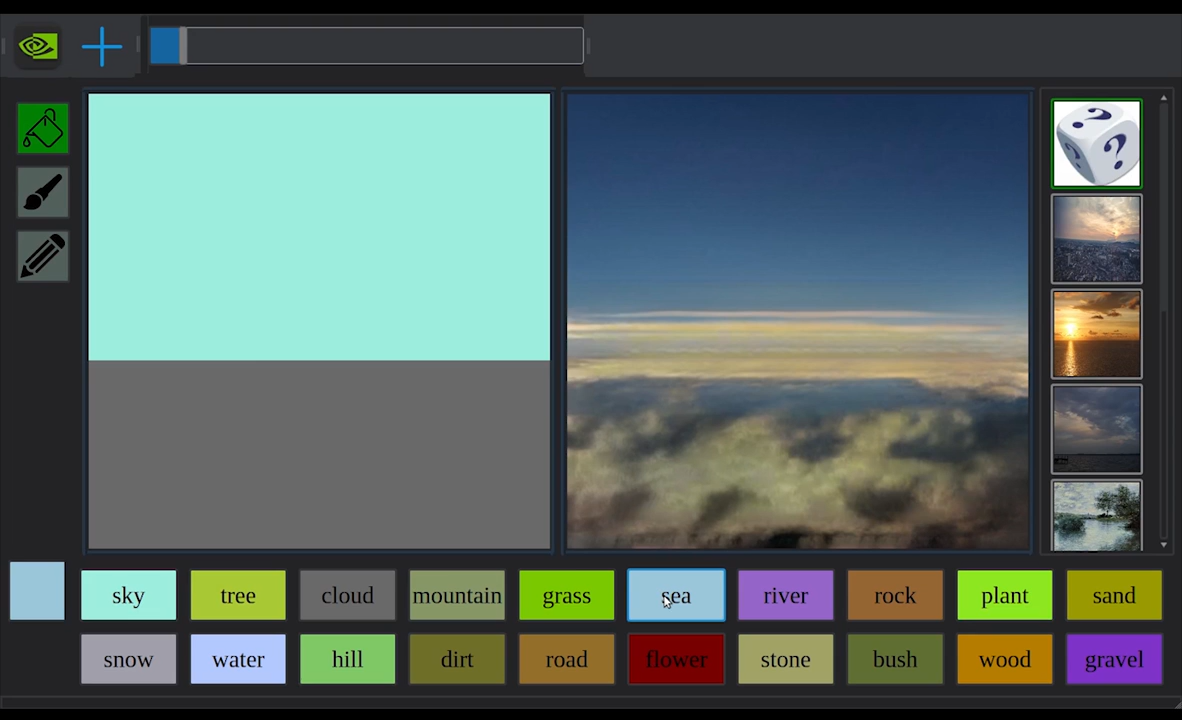 sky tree cloud mountain grass sea river rock plant sand
snow water hill dirt road flower stone bush wood gravel